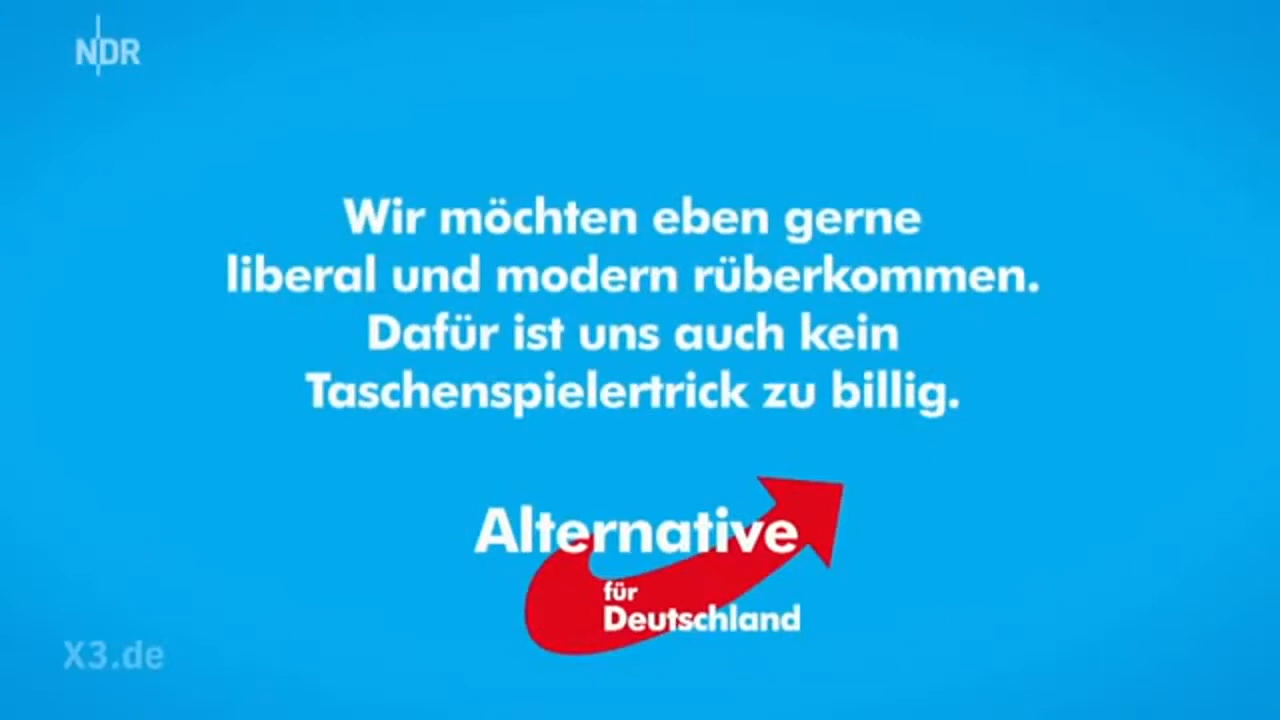 NDR
Wir möchten eben gerne
liberal und modern rüberkommen.
Dafür ist uns auch kein
Taschenspielertrick zu billig.
Alternative
für
Deutschland
X3.de